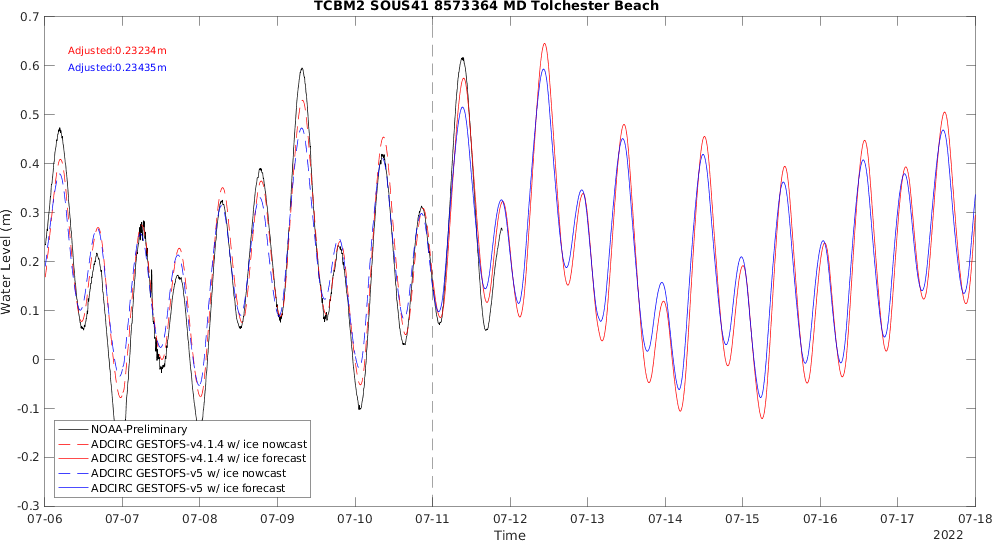 TCBM2 SOUS41 8573364 MD Tolchester Beach
Adjusted:0.23234m
Adjusted:0.23435m
Water Level (m)
0.7
0.6
0.5
0.4
0.3
0.2
0.1
0
-0.1
-0.2
-0.3
NOAA-Preliminary
ADCIRC GESTOFS-v4.1.4 w/ ice nowcast
ADCIRC GESTOFS-v4.1.4 w/ ice forecast
ADCIRC GESTOFS-v5 w/ ice nowcast
ADCIRC GESTOFS-v5 w/ ice forecast
07-06 07-07 07-08 07-09 07-10 07-11 07-12 07-13 07-14 07-15 07-16 07-17 07-18
Time
2022